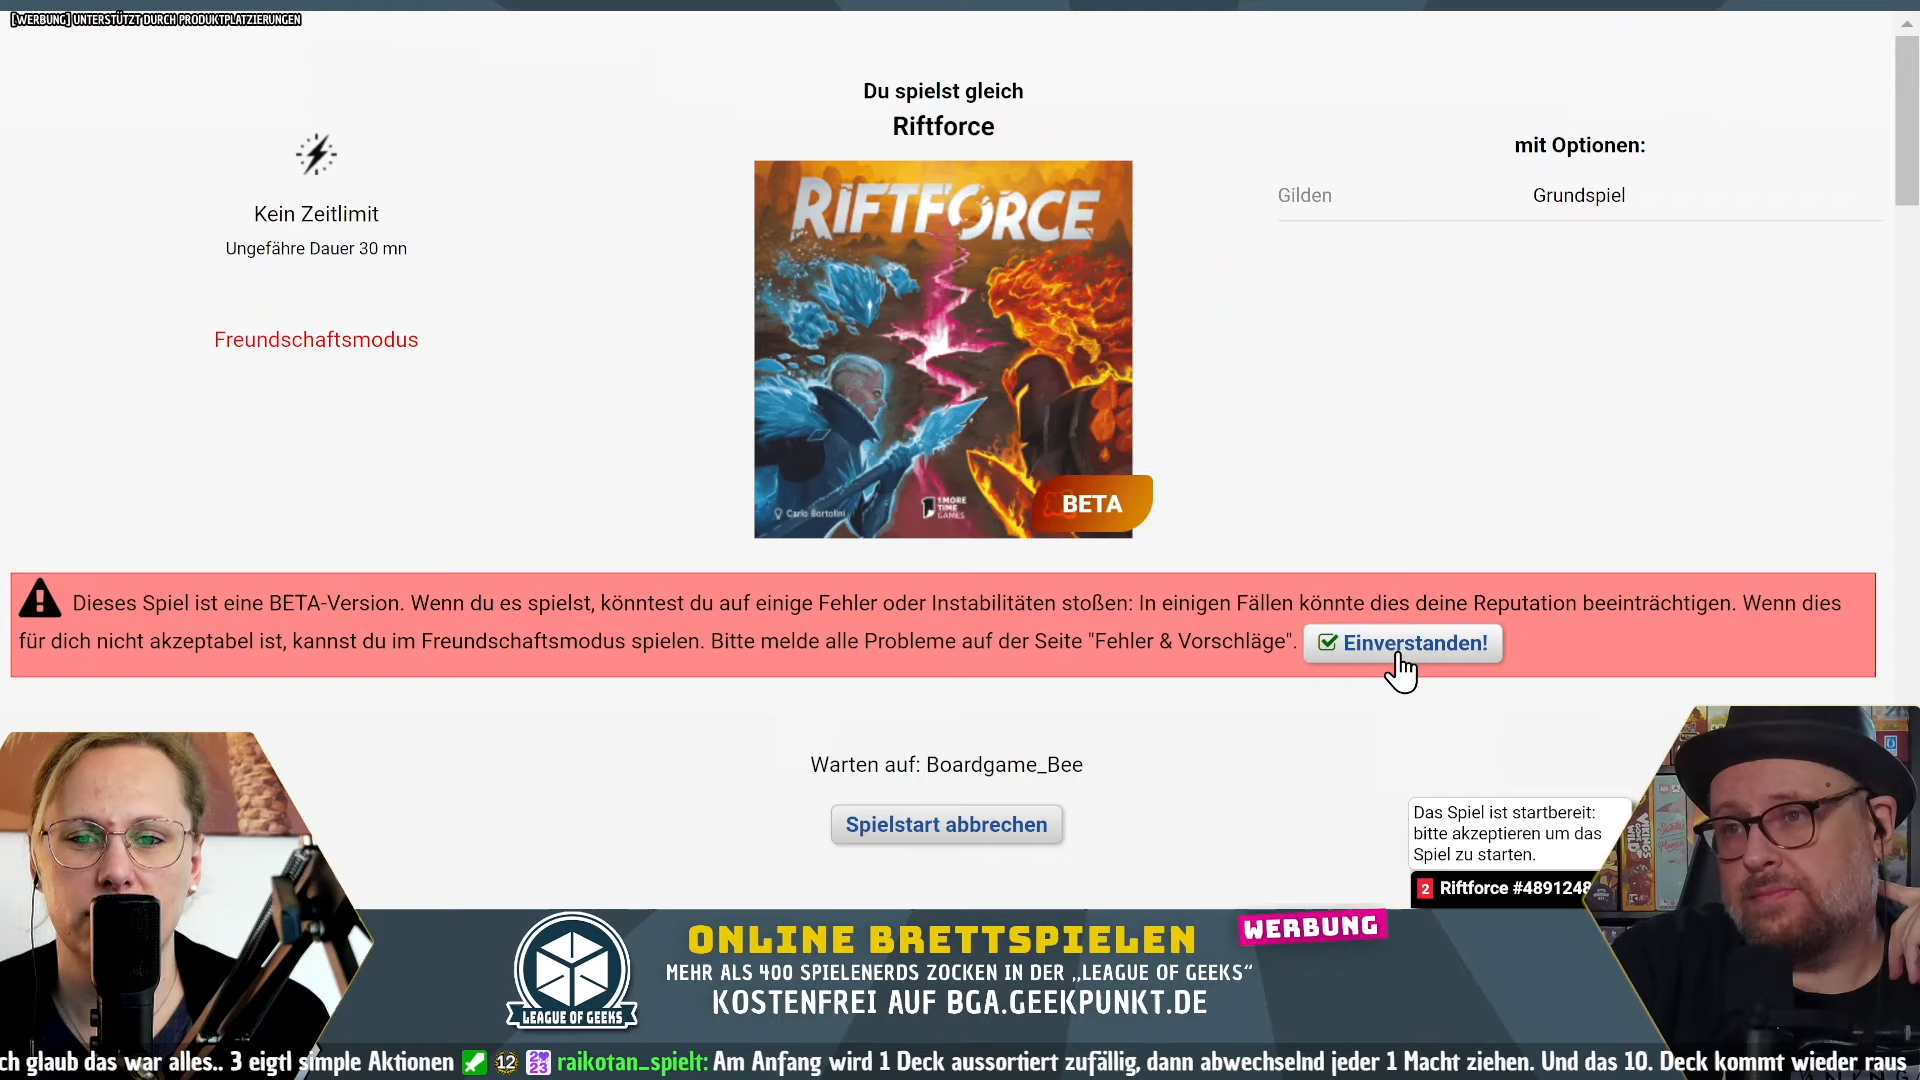 [WERBUNG] UNTERSTÜTZT DURCH PRODUKTPLATZIERUNGEN
Du spielst gleich
Riftforce
Kein Zeitlimit
Ungefähre Dauer 30 mn
Freundschaftsmodus
mit Optionen:
Gilden Grundspiel
RIFTFORCE
Carlo Bortolini
1 MORE
TIME
GAMES
BETA
Dieses Spiel ist eine BETA-Version. Wenn du es spielst, könntest du auf einige Fehler oder Instabilitäten stoßen: In einigen Fällen könnte dies deine Reputation beeinträchtigen. Wenn dies
für dich nicht akzeptabel ist, kannst du im Freundschaftsmodus spielen. Bitte melde alle Probleme auf der Seite "Fehler & Vorschläge". Einverstanden!
Warten auf: Boardgame_Bee
Spielstart abbrechen
Das Spiel ist startbereit:
bitte akzeptieren um das
Spiel zu starten.
2 Riftforce #4891248
ONLINE BRETTSPIELEN
WERBUNG
MEHR ALS 400 SPIELENERDS ZOCKEN IN DER „LEAGUE OF GEEKS“
KOSTENFREI AUF BGA.GEEKPUNKT.DE
LEAGUE OF GEEKS
ch glaub das war alles.. 3 eigtl simple Aktionen 12 2023 raikotan_spielt: Am Anfang wird 1 Deck aussortiert zufällig, dann abwechselnd jeder 1 Macht ziehen. Und das 10. Deck kommt wieder raus